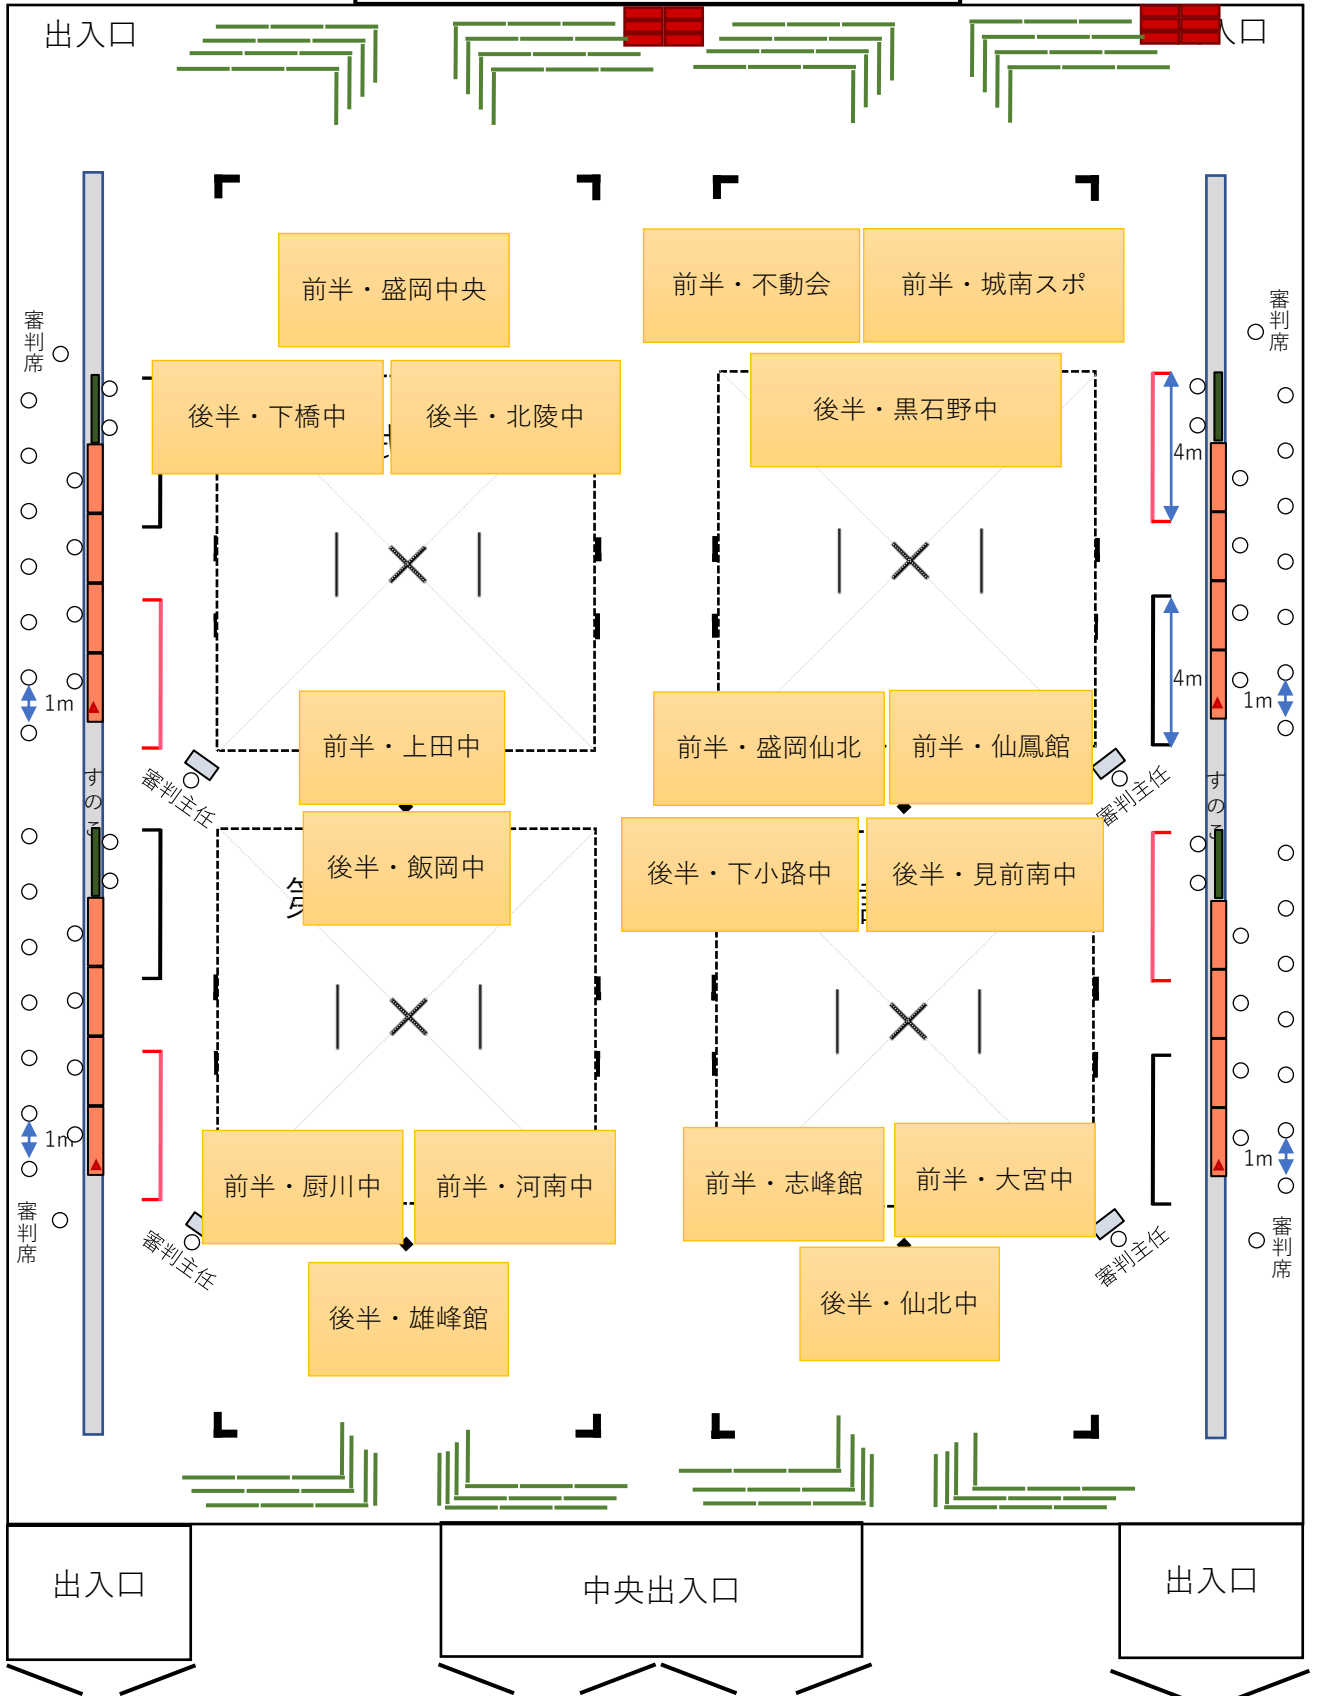 出入口
入口
前半・盛岡中央
前半・不動会
前半・城南スポ
審判席
審判席
後半・下橋中
後半・北陵中
後半・黒石野中
4m
4m
1m
1m
前半・上田中
前半・盛岡仙北
前半・仙鳳館
審判主任
審判主任
すのこ
すのこ
後半・飯岡中
後半・下小路中
後半・見前南中
第
1m
1m
前半・厨川中
前半・河南中
前半・志峰館
前半・大宮中
審判席
審判主任
審判主任
審判席
後半・雄峰館
後半・仙北中
出入口
中央出入口
出入口